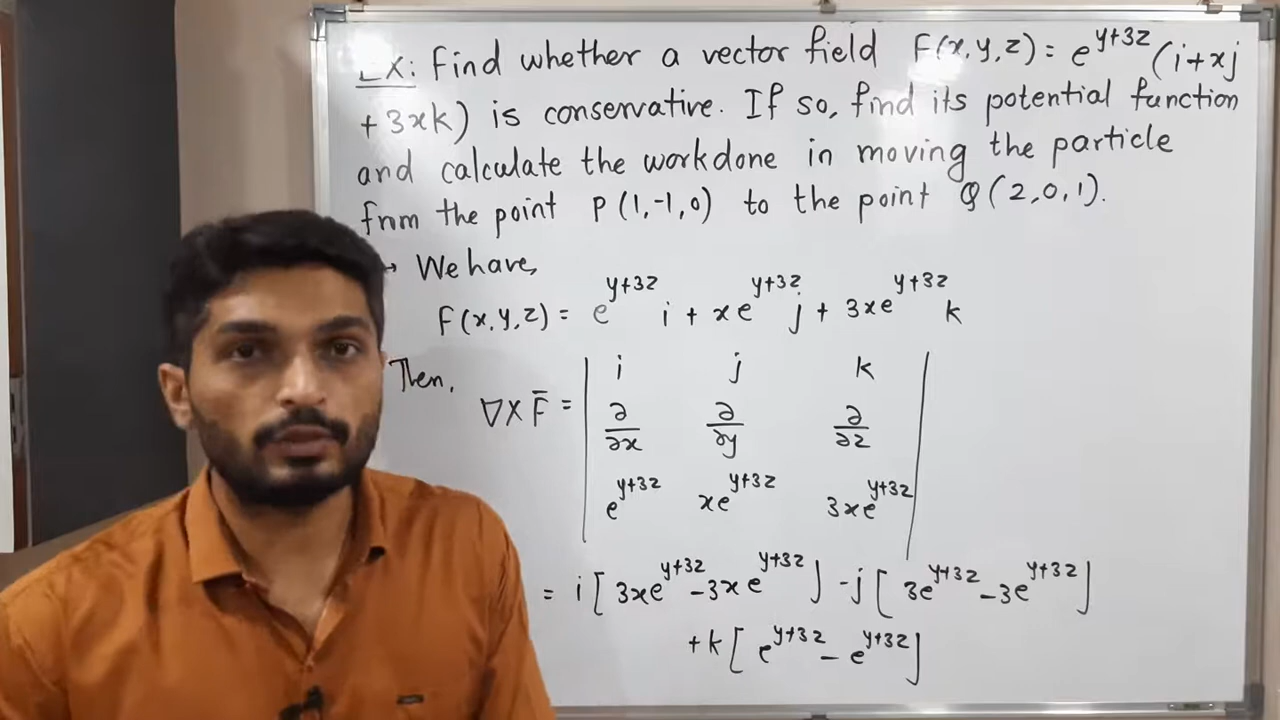 Ex: Find whether a vector field F(x,y,z) = e^{y+3z} (i+xj
+3xk) is conservative. If so, find its potential function
and calculate the workdone in moving the particle
from the point P(1,-1,0) to the point Q(2,0,1).
→ We have,
F(x,y,z) = e^{y+3z} i + xe^{y+3z} j + 3xe^{y+3z} k
Then,
∇×F̄ = | i j k |
∂/∂x ∂/∂y ∂/∂z
e^{y+3z} xe^{y+3z} 3xe^{y+3z}
= i[3xe^{y+3z} - 3xe^{y+3z}] - j[3e^{y+3z} - 3e^{y+3z}]
+ k[e^{y+3z} - e^{y+3z}]